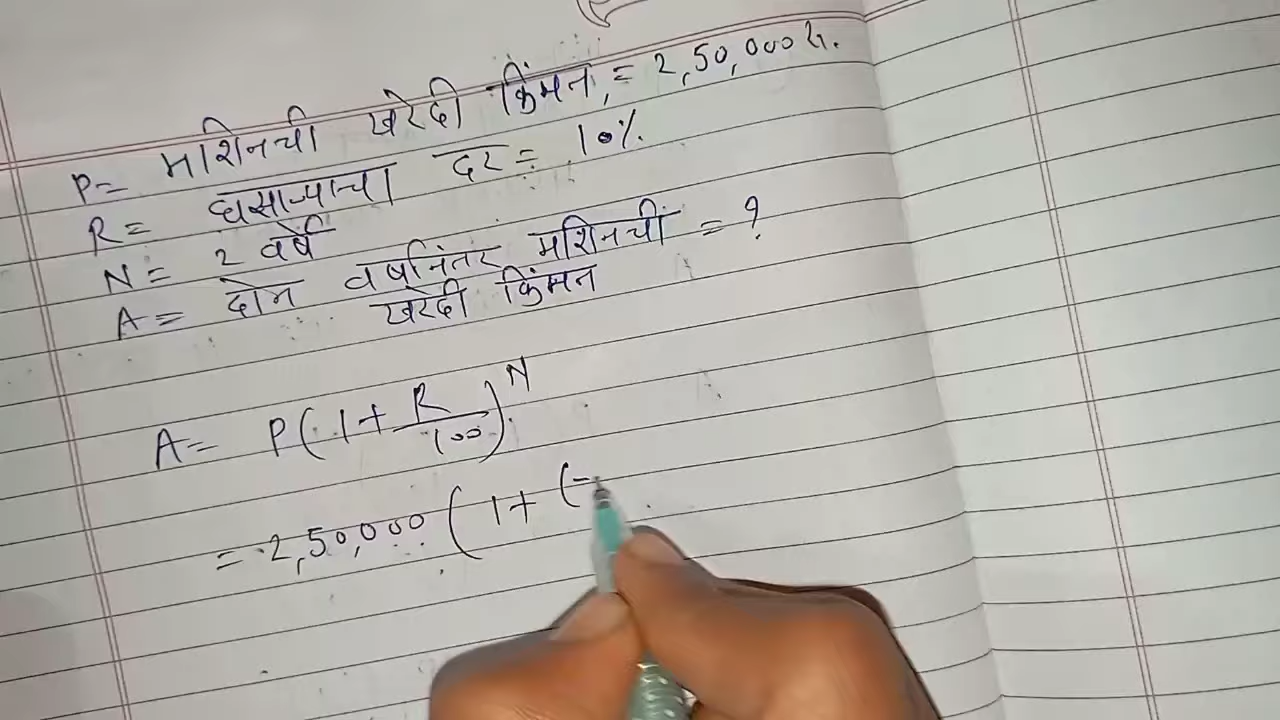 P= मशिनची खरेदी किंमत, = 2,50,000 रु.
R= घसाऱ्याचा दर = 10%.
N= 2 वर्षे
A= दोन वर्षानंतर मशिनची = ?
खरेदी किंमत
A= P(1+R/100)^N
= 2,50,000 (1+ (-